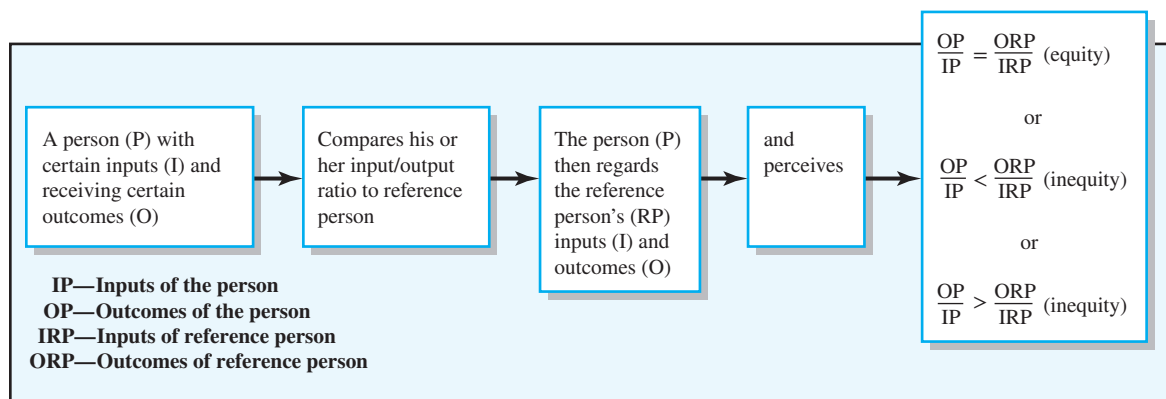 A person (P) with
certain inputs (I) and
receiving certain
outcomes (O)
Compares his or
her input/output
ratio to reference
person
The person (P)
then regards
the reference
person's (RP)
inputs (I) and
outcomes (O)
and
perceives
OP/IP = ORP/IRP (equity)
or
OP/IP < ORP/IRP (inequity)
or
OP/IP > ORP/IRP (inequity)
IP—Inputs of the person
OP—Outcomes of the person
IRP—Inputs of reference person
ORP—Outcomes of reference person